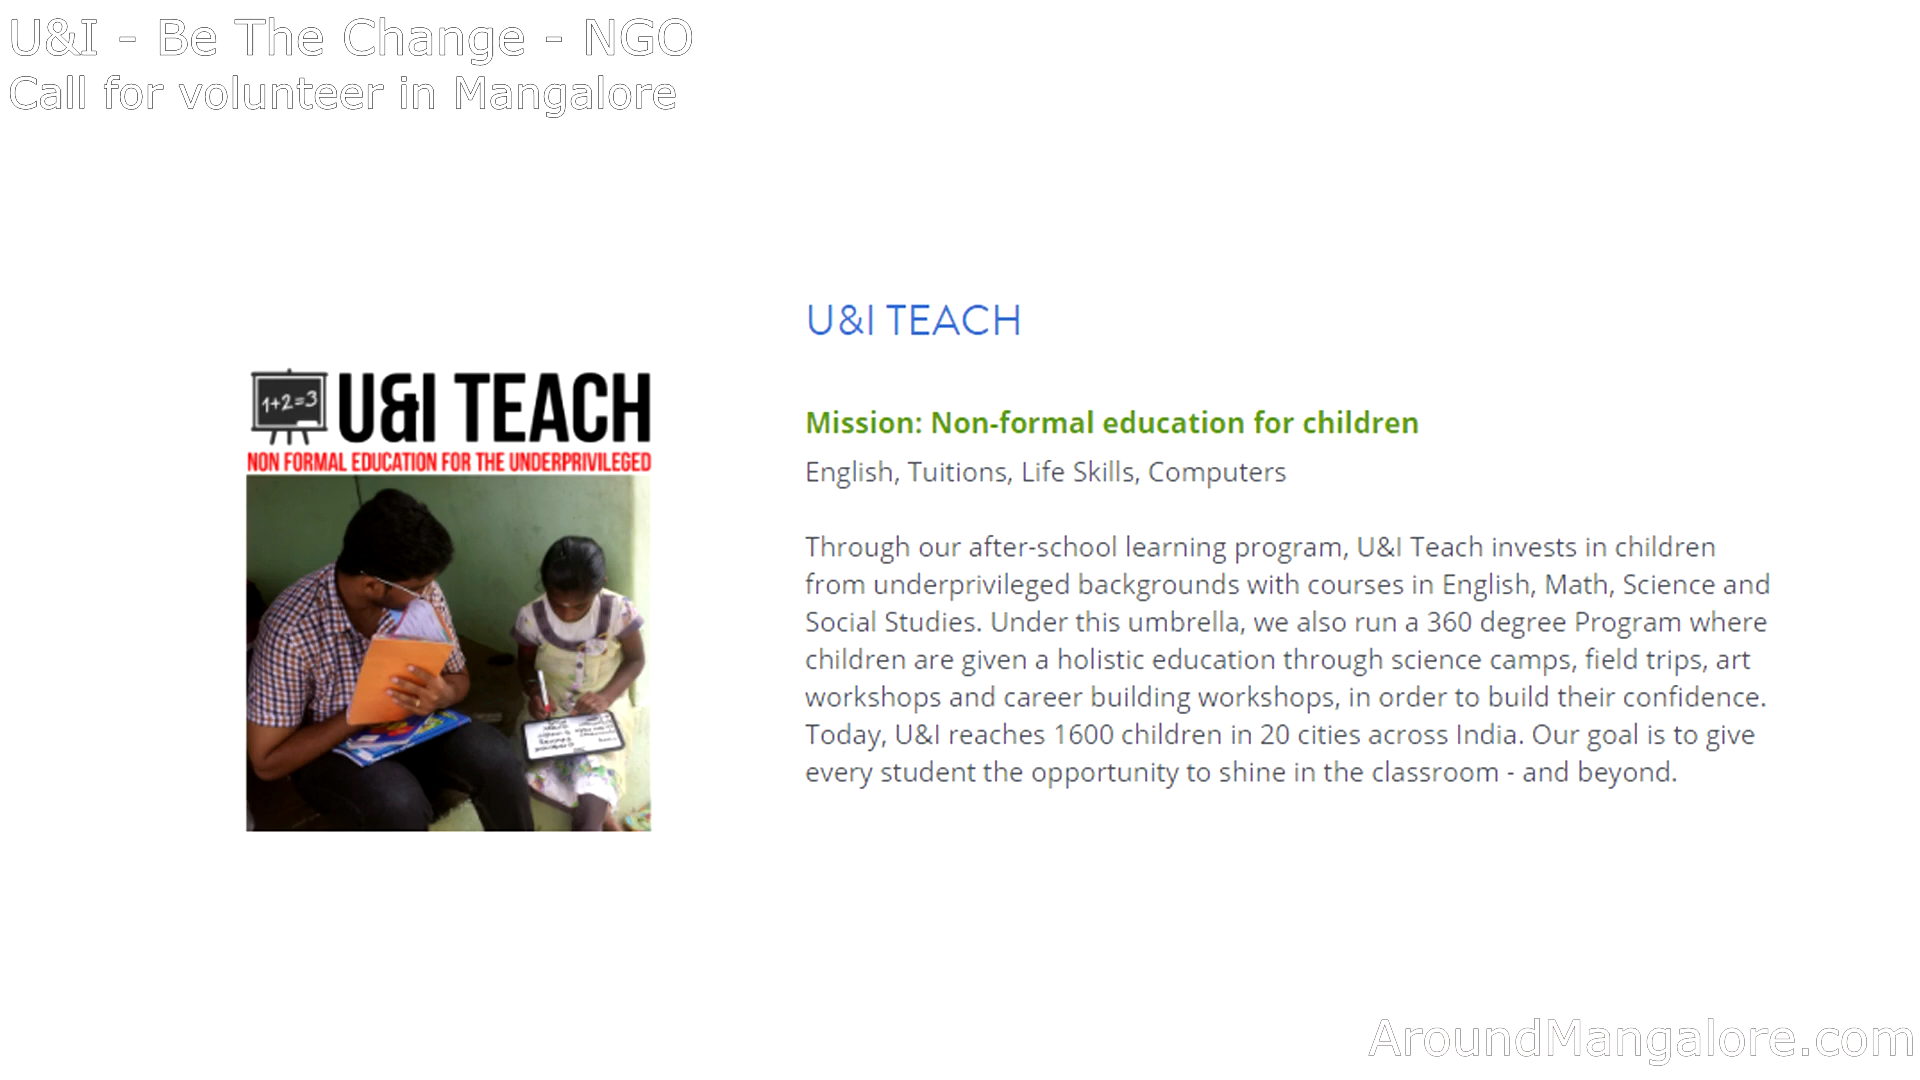 U&I - Be The Change - NGO
Call for volunteer in Mangalore
U&I TEACH
1+2=3
U&I TEACH
NON FORMAL EDUCATION FOR THE UNDERPRIVILEGED
Mission: Non-formal education for children
English, Tuitions, Life Skills, Computers
Through our after-school learning program, U&I Teach invests in children
from underprivileged backgrounds with courses in English, Math, Science and
Social Studies. Under this umbrella, we also run a 360 degree Program where
children are given a holistic education through science camps, field trips, art
workshops and career building workshops, in order to build their confidence.
Today, U&I reaches 1600 children in 20 cities across India. Our goal is to give
every student the opportunity to shine in the classroom - and beyond.
AroundMangalore.com